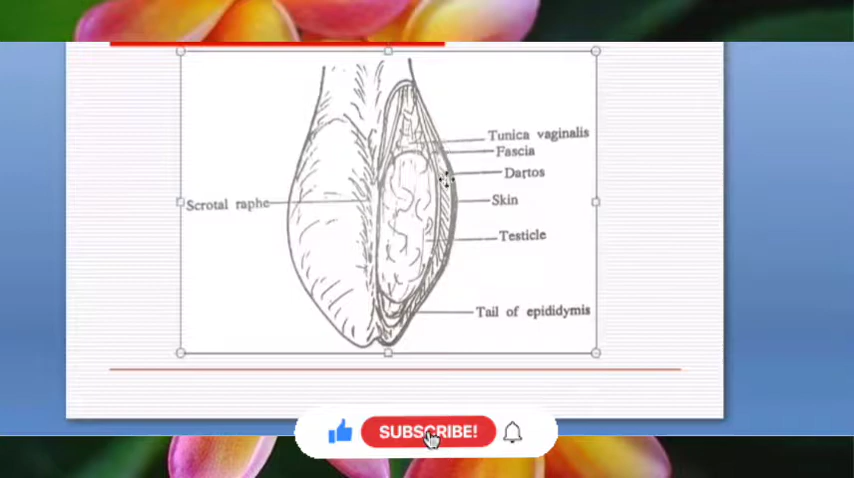 Tunica vaginalis
Fascia
Dartos
Skin
Scrotal raphe
Testicle
Tail of epididymis
SUBSCRIBE!